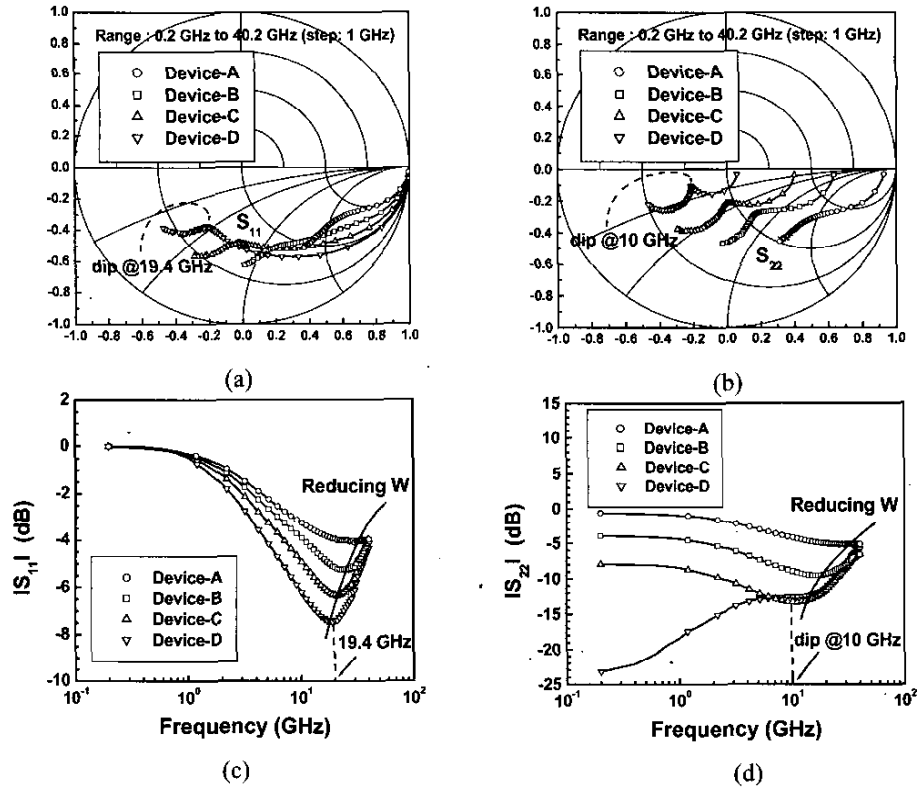 (a)
Range : 0.2 GHz to 40.2 GHz (step; 1 GHz)
Device-A
Device-B
Device-C
Device-D
S11
dip @19.4 GHz
1.0
0.8
0.6
0.4
0.2
0.0
-0.2
-0.4
-0.6
-0.8
-1.0
-1.0 -0.8 -0.6 -0.4 -0.2 0.0 0.2 0.4 0.6 0.8 1.0
(a)
(b)
Range : 0.2 GHz to 40.2 GHz (step: 1 GHz)
Device-A
Device-B
Device-C
Device-D
S22
dip @10 GHz
1.0
0.8
0.6
0.4
0.2
0.0
-0.2
-0.4
-0.6
-0.8
-1.0
-1.0 -0.8 -0.6 -0.4 -0.2 0.0 0.2 0.4 0.6 0.8 1.0
(b)
|S11| (dB)
2
0
-2
-4
-6
-8
-10
Reducing W
Device-A
Device-B
Device-C
Device-D
19.4 GHz
10-1 100 101 102
Frequency (GHz)
(c)
|S22| (dB)
15
10
5
0
-5
-10
-15
-20
-25
Device-A
Device-B
Device-C
Device-D
Reducing W
dip @10 GHz
10-1 100 101 102
Frequency (GHz)
(d)